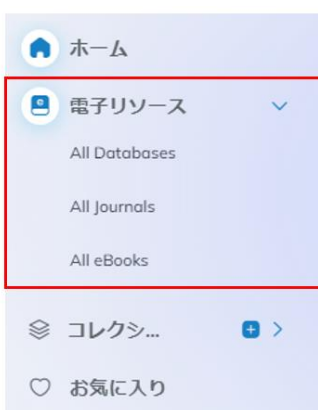 ホーム
電子リソース
All Databases
All Journals
All eBooks
コレクシ...
お気に入り